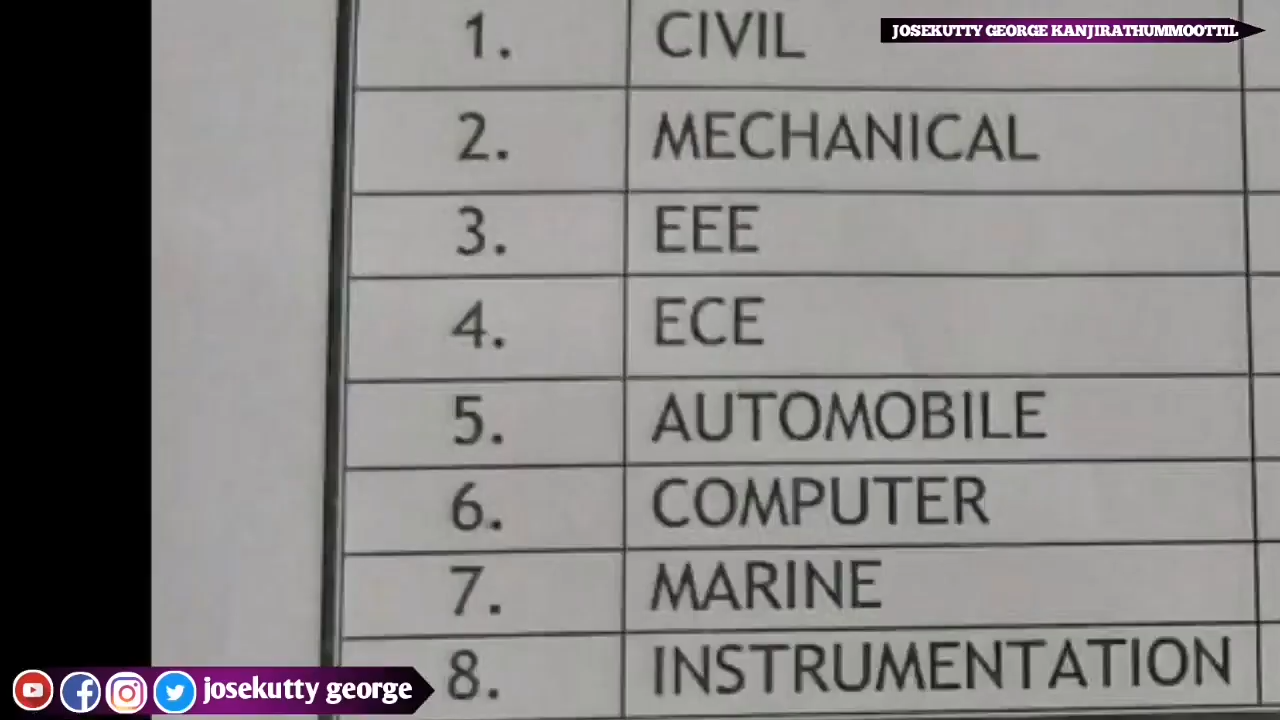 JOSEKUTTY GEORGE KANJIRATHUMMOOTTIL
1. CIVIL
2. MECHANICAL
3. EEE
4. ECE
5. AUTOMOBILE
6. COMPUTER
7. MARINE
8. INSTRUMENTATION
josekutty george